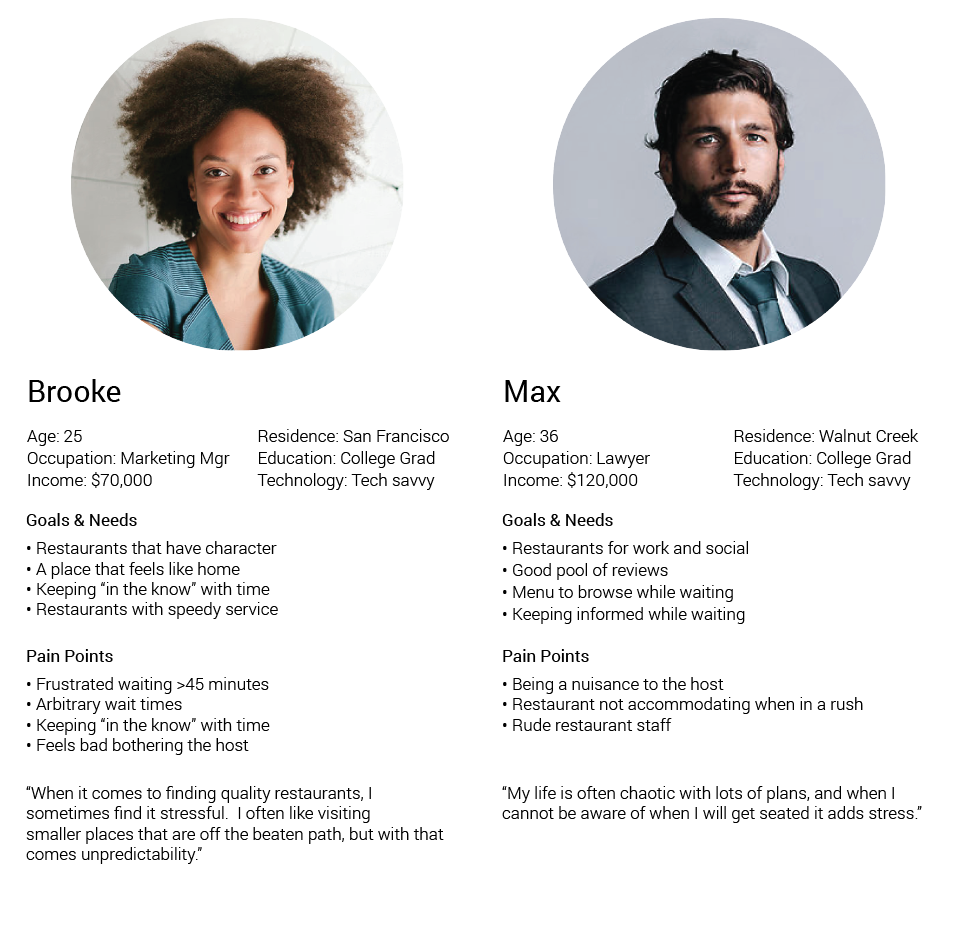 Brooke
Age: 25
Occupation: Marketing Mgr
Income: $70,000
Residence: San Francisco
Education: College Grad
Technology: Tech savvy
Goals & Needs
• Restaurants that have character
• A place that feels like home
• Keeping “in the know” with time
• Restaurants with speedy service
Pain Points
• Frustrated waiting >45 minutes
• Arbitrary wait times
• Keeping “in the know” with time
• Feels bad bothering the host
“When it comes to finding quality restaurants, I
sometimes find it stressful.  I often like visiting
smaller places that are off the beaten path, but with that
comes unpredictability.”
Max
Age: 36
Occupation: Lawyer
Income: $120,000
Residence: Walnut Creek
Education: College Grad
Technology: Tech savvy
Goals & Needs
• Restaurants for work and social
• Good pool of reviews
• Menu to browse while waiting
• Keeping informed while waiting
Pain Points
• Being a nuisance to the host
• Restaurant not accommodating when in a rush
• Rude restaurant staff
“My life is often chaotic with lots of plans, and when I
cannot be aware of when I will get seated it adds stress.”